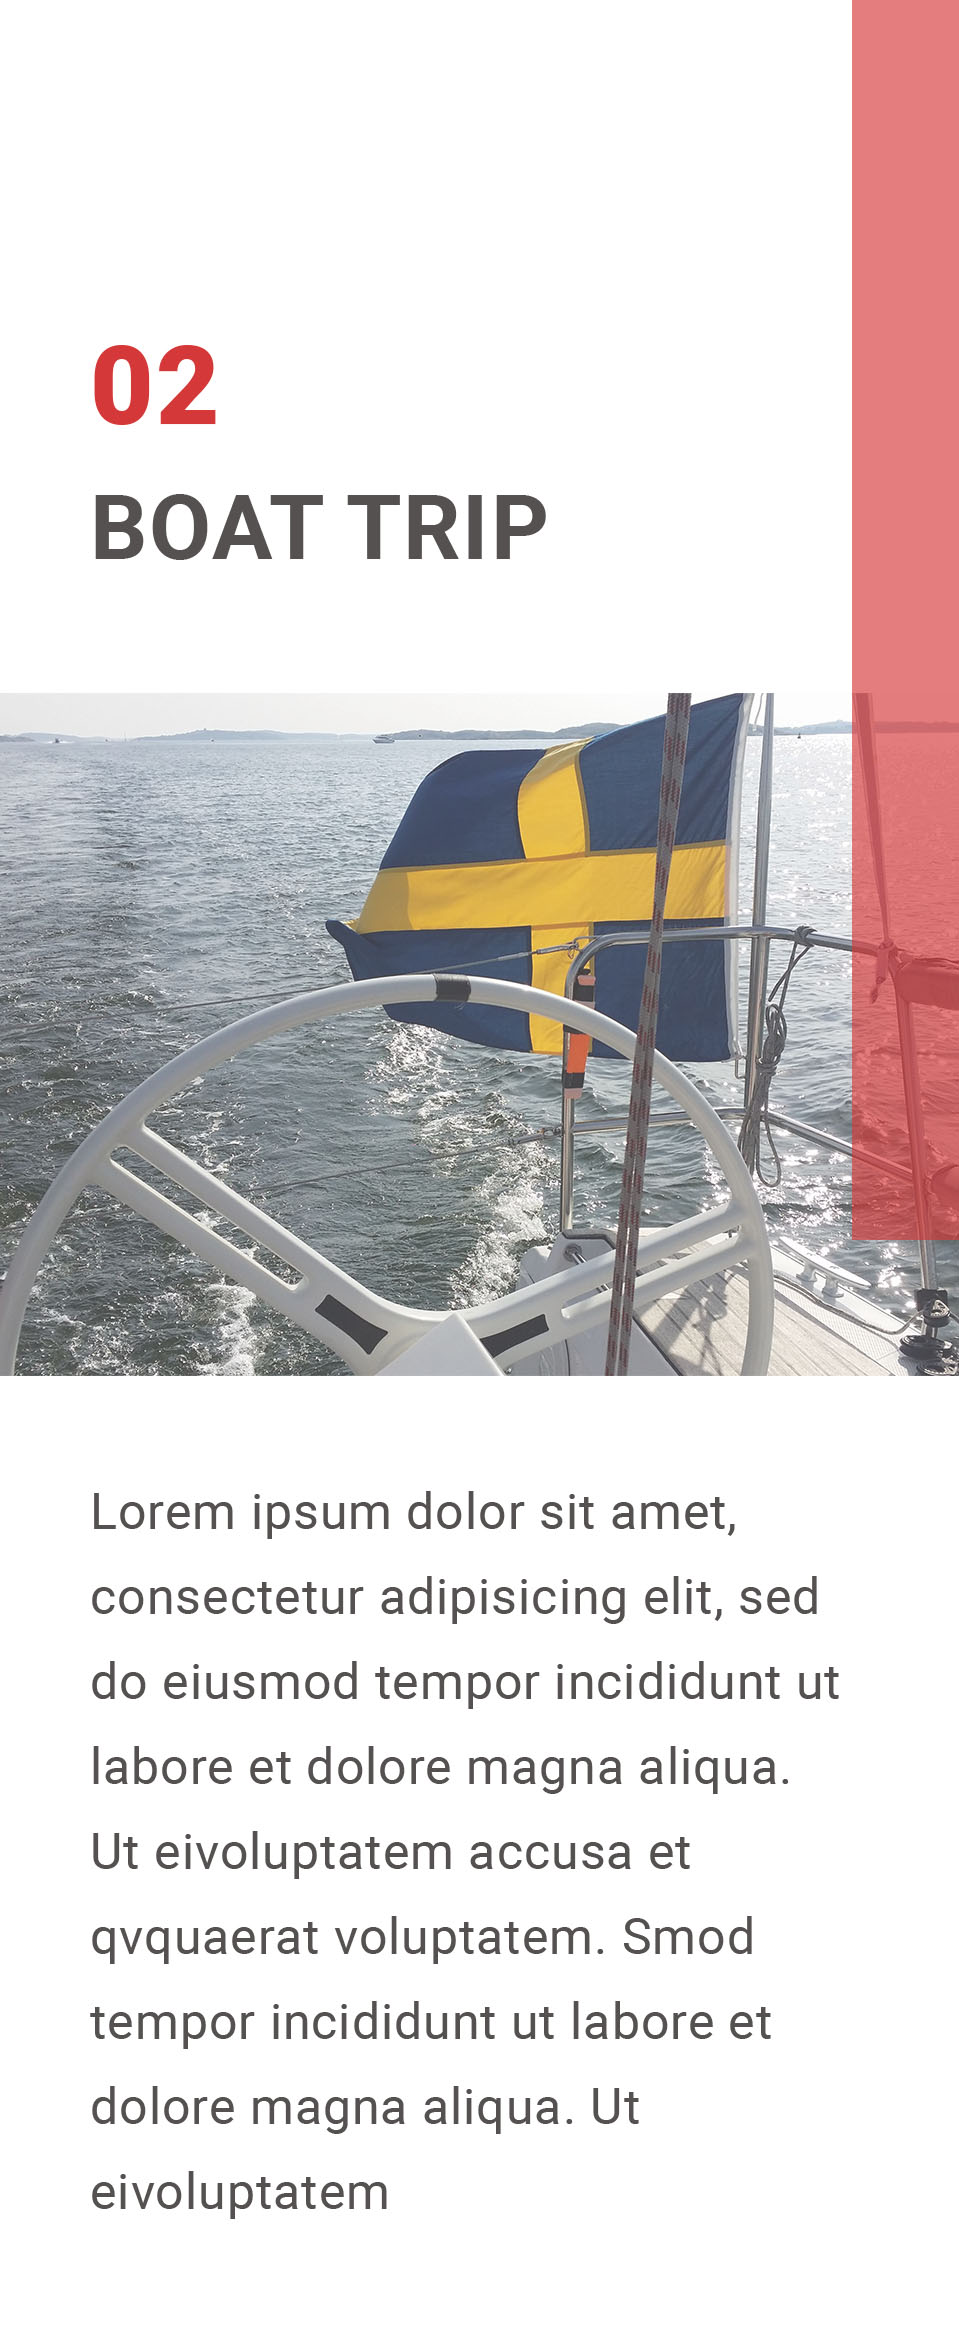 02
BOAT TRIP
Lorem ipsum dolor sit amet,
consectetur adipisicing elit, sed
do eiusmod tempor incididunt ut
labore et dolore magna aliqua.
Ut eivoluptatem accusa et
qvquaerat voluptatem. Smod
tempor incididunt ut labore et
dolore magna aliqua. Ut
eivoluptatem